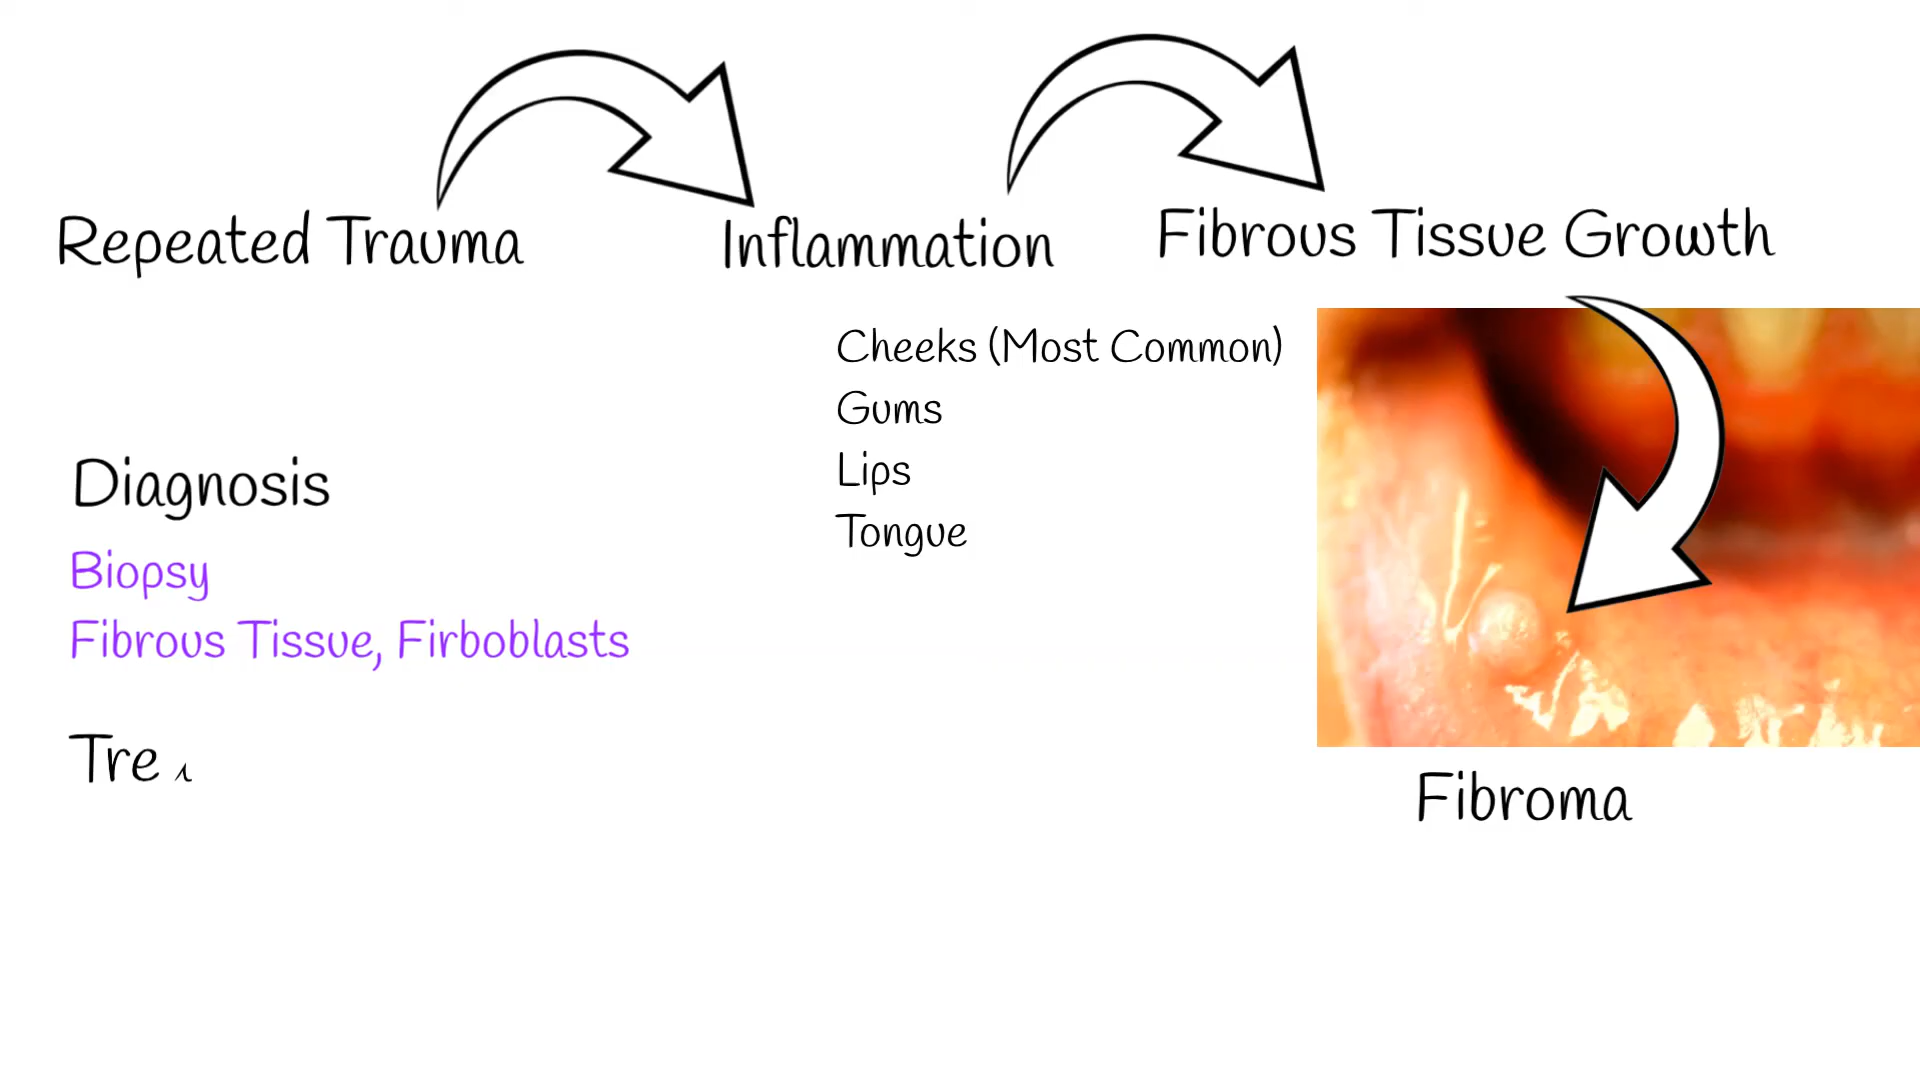 Repeated Trauma
Inflammation
Fibrous Tissue Growth
Cheeks (Most Common)
Gums
Lips
Tongue
Diagnosis
Biopsy
Fibrous Tissue, Firboblasts
Tre
Fibroma